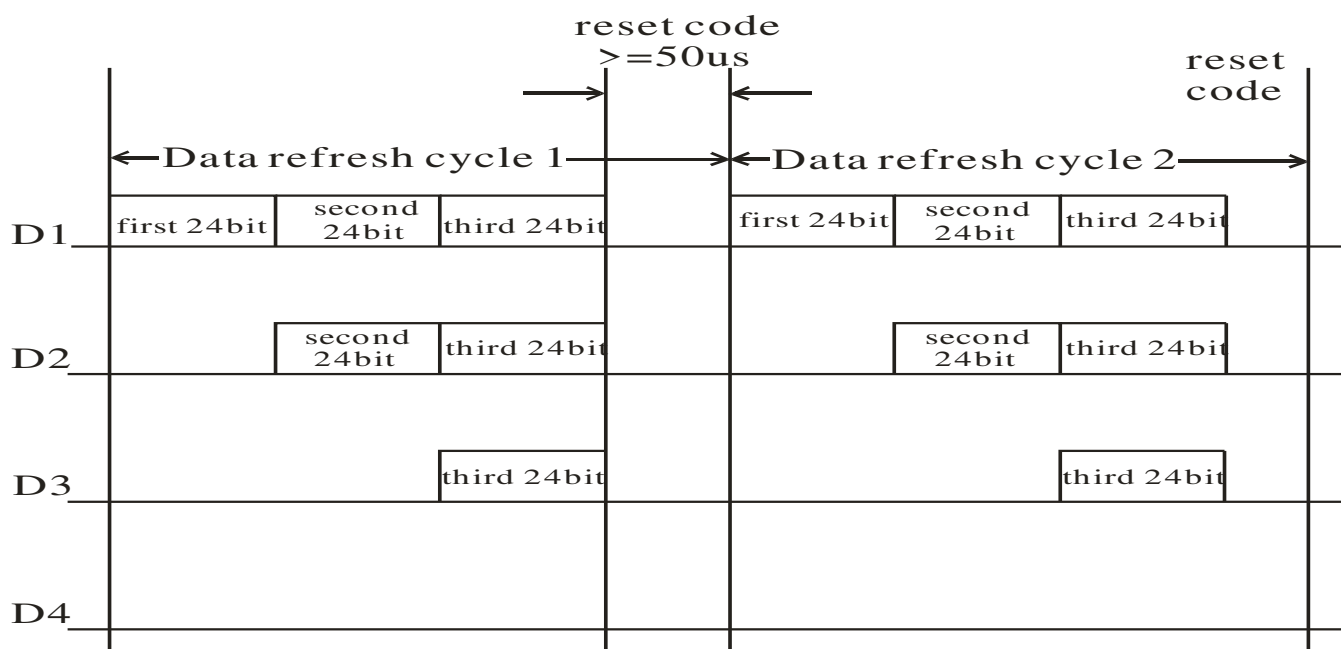 reset code
>=50us
reset
code
Data refresh cycle 1
Data refresh cycle 2
D1
first 24bit
second
24bit
third 24bit
first 24bit
second
24bit
third 24bit
D2
second
24bit
third 24bit
second
24bit
third 24bit
D3
third 24bit
third 24bit
D4